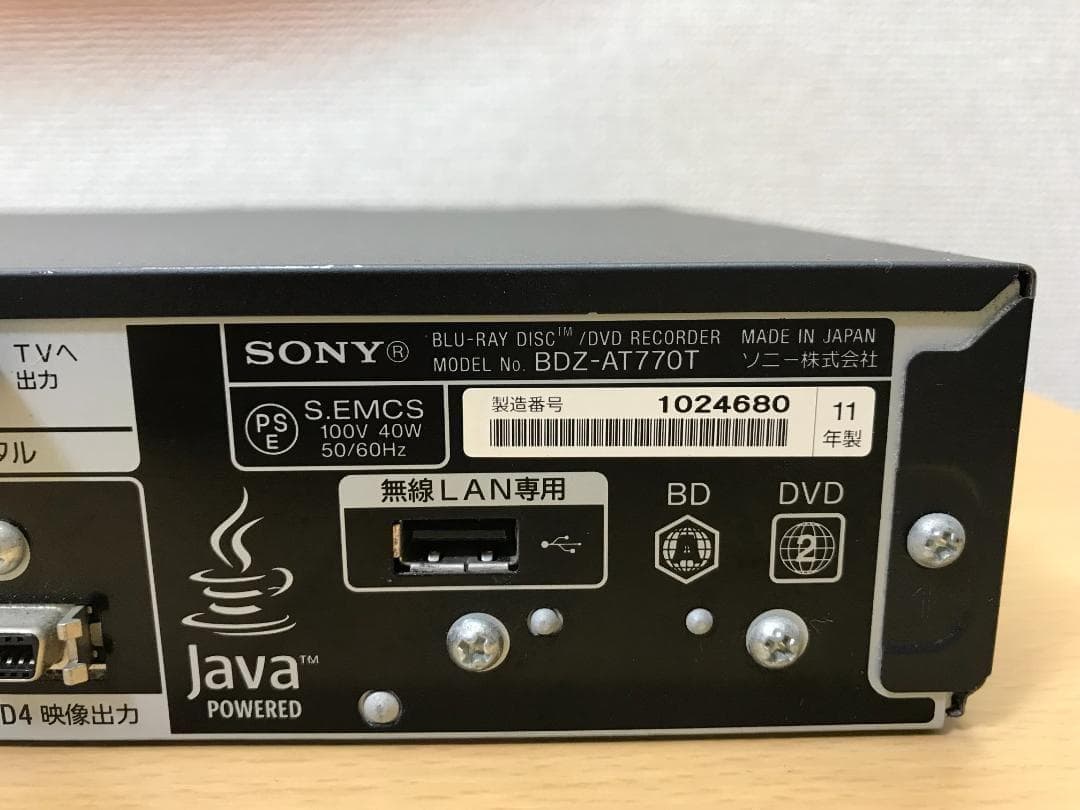 TVへ
出力
タル
D4 映像出力
SONY®
BLU-RAY DISC™/DVD RECORDER
MODEL No. BDZ-AT770T
MADE IN JAPAN
ソニー株式会社
PS
E
S.EMCS
100V 40W
50/60Hz
製造番号 1024680
11
年製
無線LAN専用
BD
A
DVD
2
Java™
POWERED